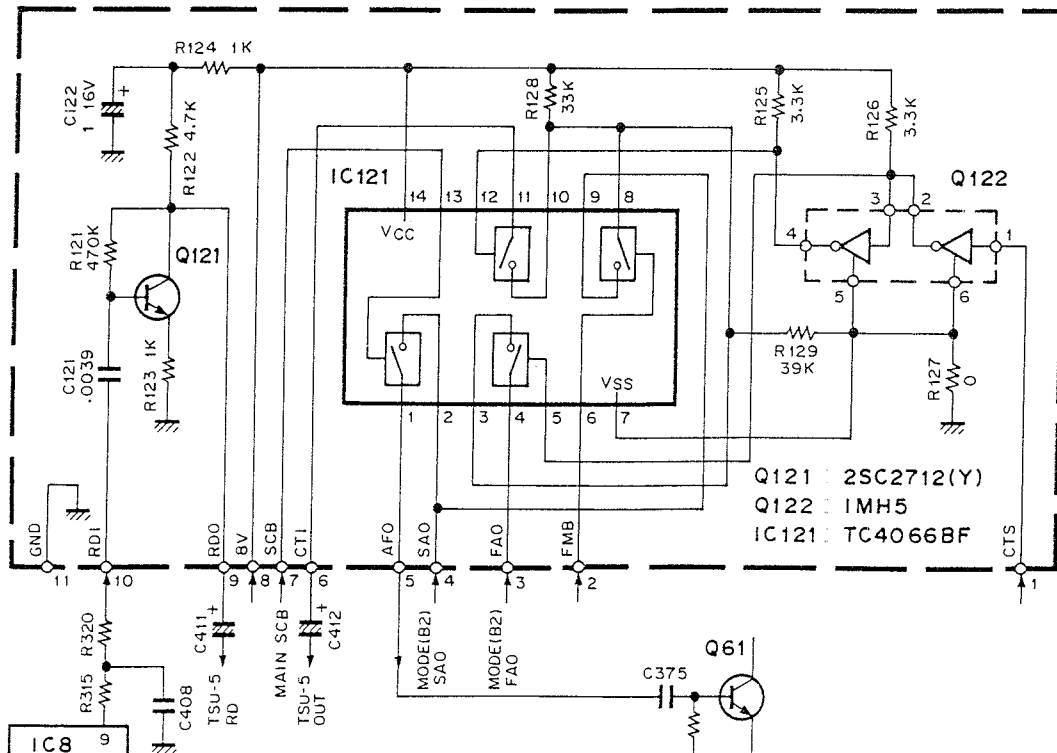 R124 1K
C122
1 16V
+
R122 4.7K
R128
33K
R125
3.3K
R126
3.3K
IC121
14 13 12 11 10 9 8
VCC
Q122
3 2
4 1
5 6
R121
470K
Q121
C121
.0039
R123 1K
R129
39K
R127
0
VSS
1 2 3 4 5 6 7
Q121 : 2SC2712(Y)
Q122 : IMH5
IC121 : TC4066BF
GND
RDI
RDO
8V
SCB
CTI
AFO
SAO
FAO
FMB
CTS
11 10 9 8 7 6 5 4 3 2 1
R320
R315
C408
C411
+
TSU-5
RD
MAIN SCB
TSU-5
OUT
+
C412
MODE(B2)
SAO
MODE(B2)
FAO
C375
Q61
IC8 9